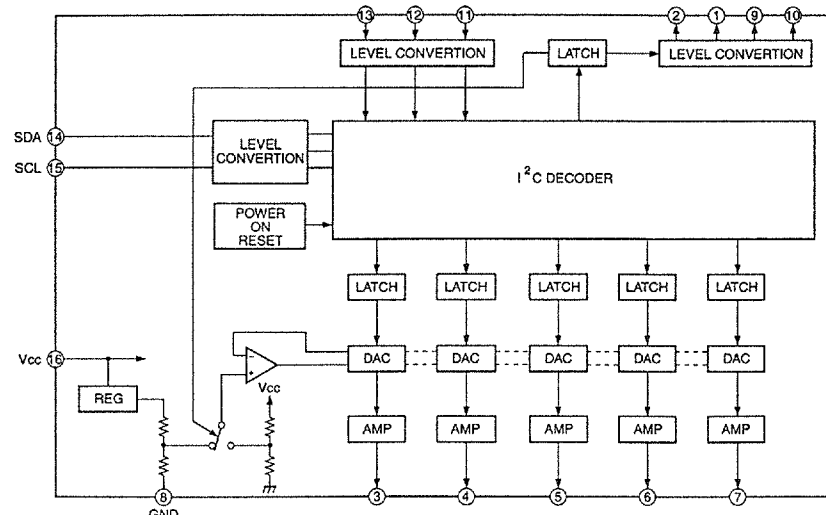 13 12 11 2 1 9 10
LEVEL CONVERTION LATCH LEVEL CONVERTION
SDA 14
SCL 15
LEVEL
CONVERTION
I²C DECODER
POWER
ON
RESET
LATCH LATCH LATCH LATCH LATCH
Vcc 16
REG
−
+
Vcc
DAC DAC DAC DAC DAC
AMP AMP AMP AMP AMP
8 3 4 5 6 7
GND